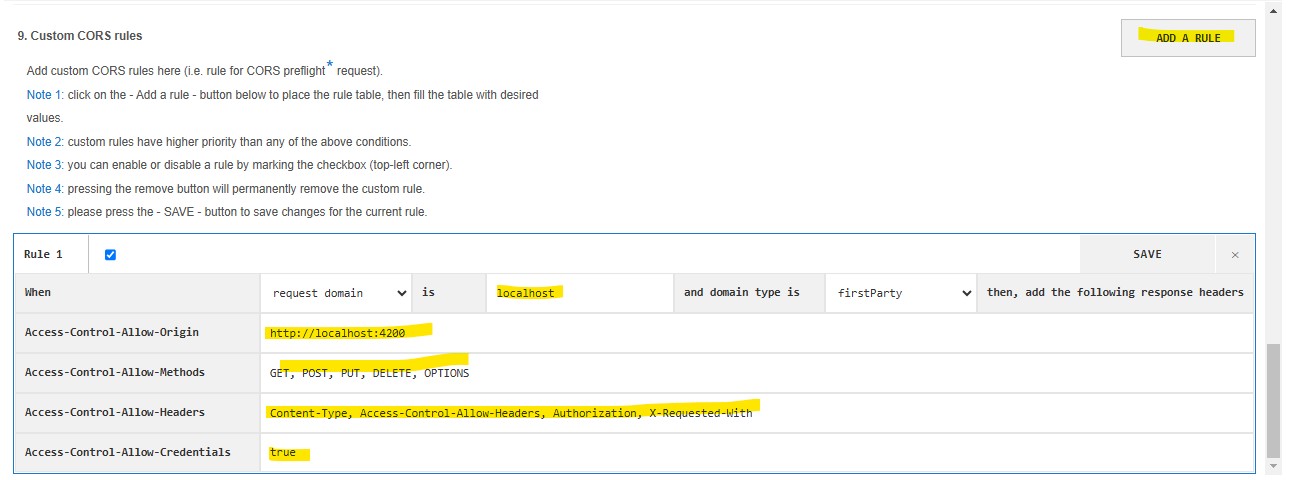 9. Custom CORS rules
ADD A RULE
Add custom CORS rules here (i.e. rule for CORS preflight* request).
Note 1: click on the - Add a rule - button below to place the rule table, then fill the table with desired
values.
Note 2: custom rules have higher priority than any of the above conditions.
Note 3: you can enable or disable a rule by marking the checkbox (top-left corner).
Note 4: pressing the remove button will permanently remove the custom rule.
Note 5: please press the - SAVE - button to save changes for the current rule.
Rule 1 SAVE ×
When request domain is localhost and domain type is firstParty then, add the following response headers
Access-Control-Allow-Origin http://localhost:4200
Access-Control-Allow-Methods GET, POST, PUT, DELETE, OPTIONS
Access-Control-Allow-Headers Content-Type, Access-Control-Allow-Headers, Authorization, X-Requested-With
Access-Control-Allow-Credentials true